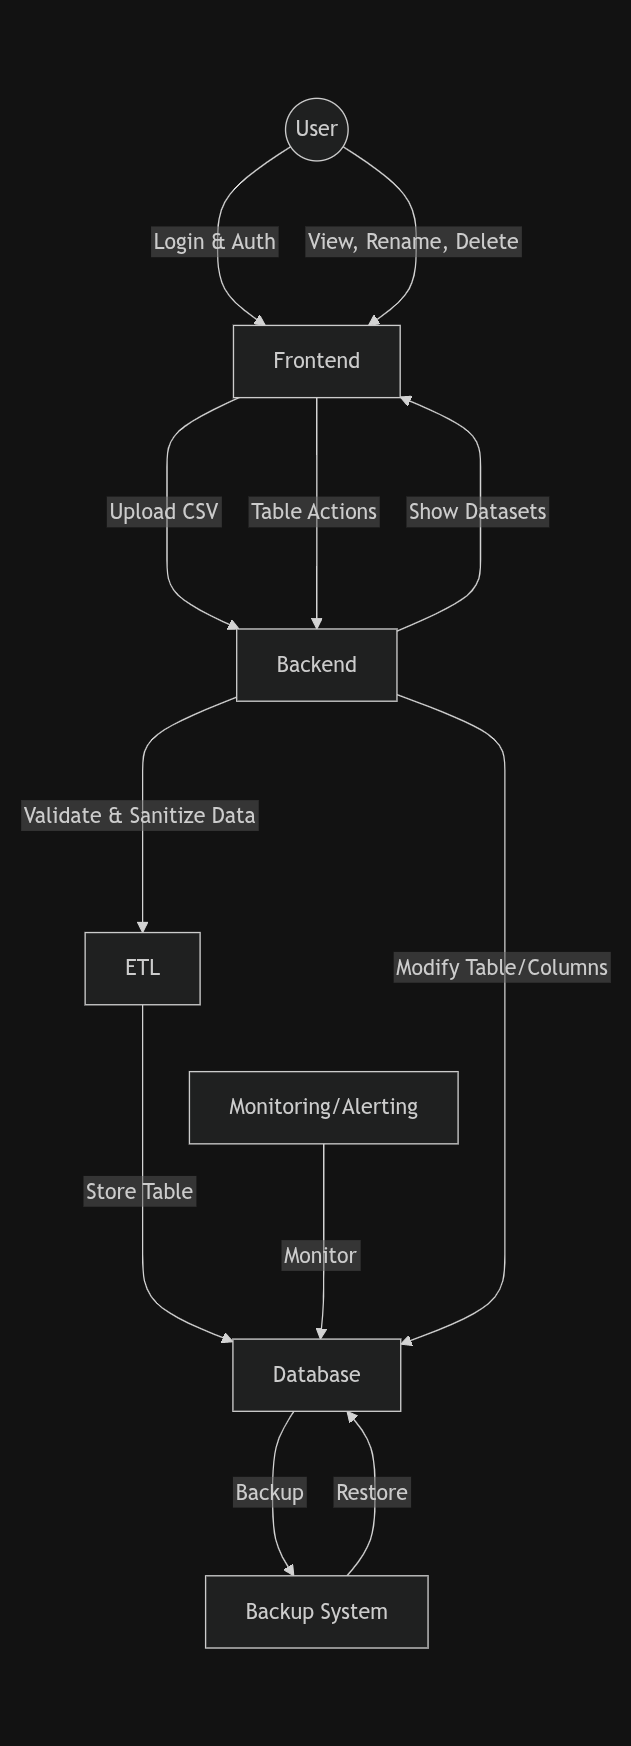 User
Login & Auth
View, Rename, Delete
Frontend
Upload CSV
Table Actions
Show Datasets
Backend
Validate & Sanitize Data
ETL
Modify Table/Columns
Monitoring/Alerting
Store Table
Monitor
Database
Backup
Restore
Backup System